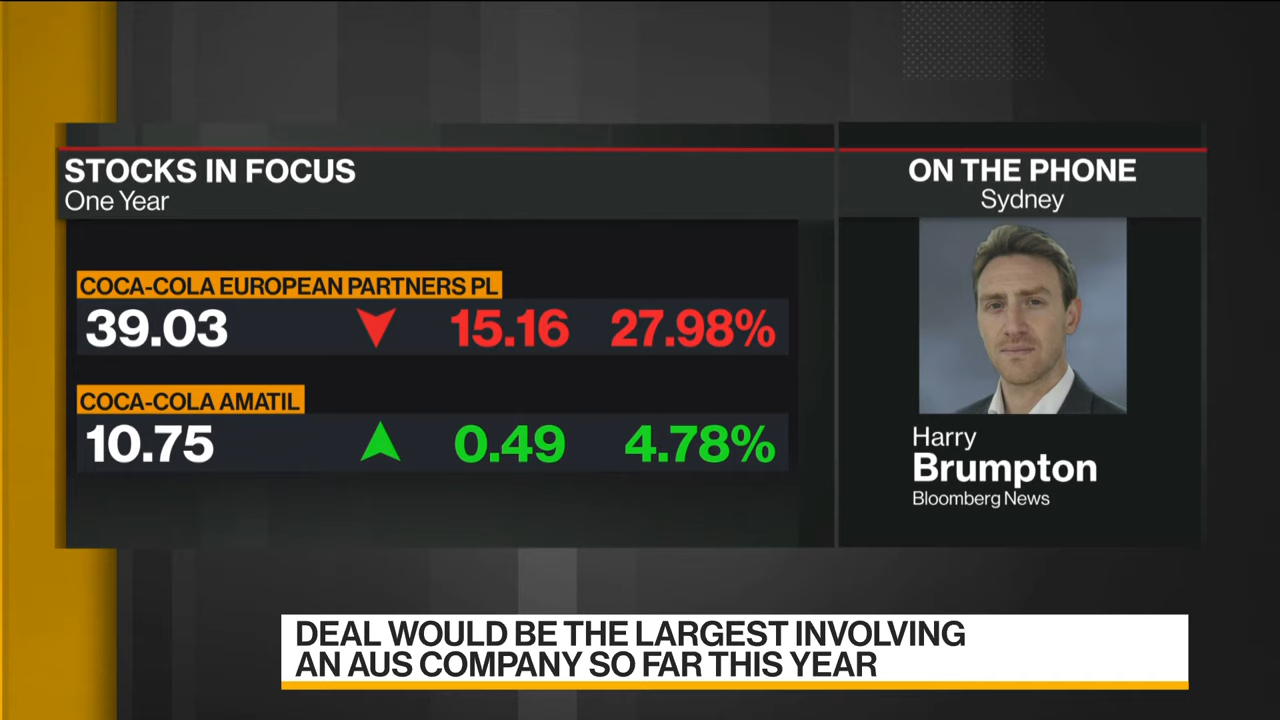 STOCKS IN FOCUS
One Year
COCA-COLA EUROPEAN PARTNERS PL
39.03 15.16 27.98%
COCA-COLA AMATIL
10.75 0.49 4.78%
ON THE PHONE
Sydney
Harry
Brumpton
Bloomberg News
DEAL WOULD BE THE LARGEST INVOLVING
AN AUS COMPANY SO FAR THIS YEAR